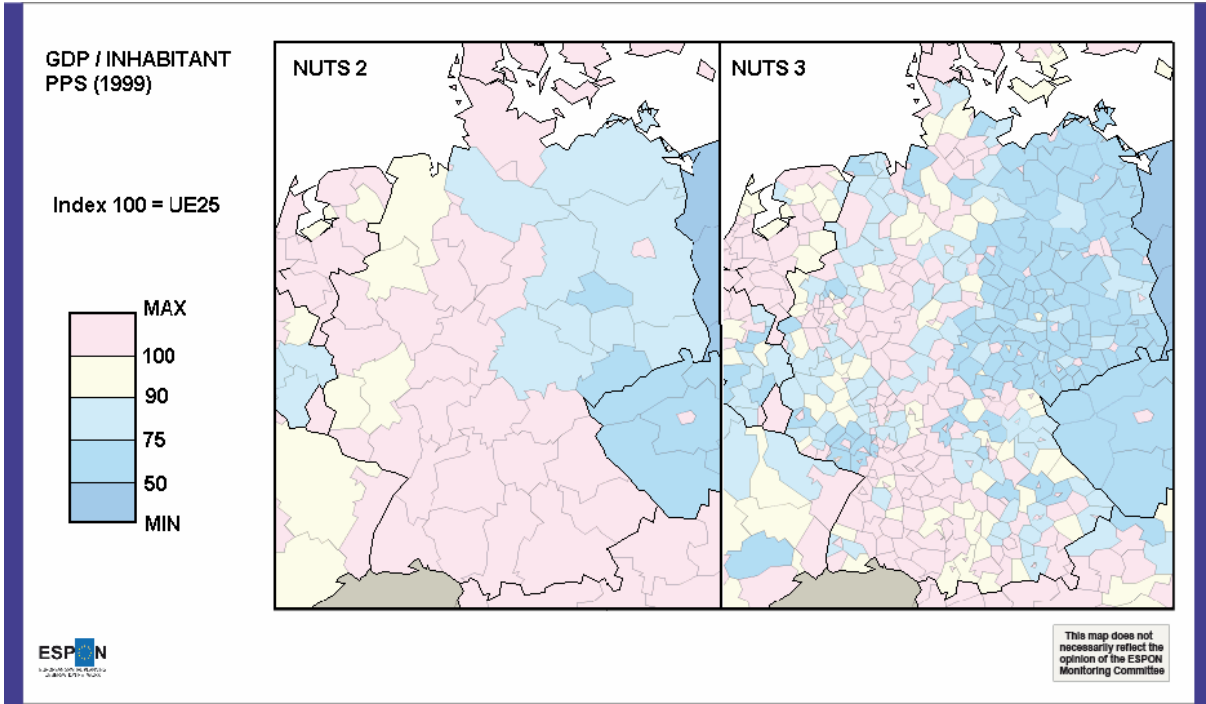 GDP / INHABITANT
PPS (1999)
Index 100 = UE25
MAX
100
90
75
50
MIN
NUTS 2
NUTS 3
ESPON
This map does not
necessarily reflect the
opinion of the ESPON
Monitoring Committee